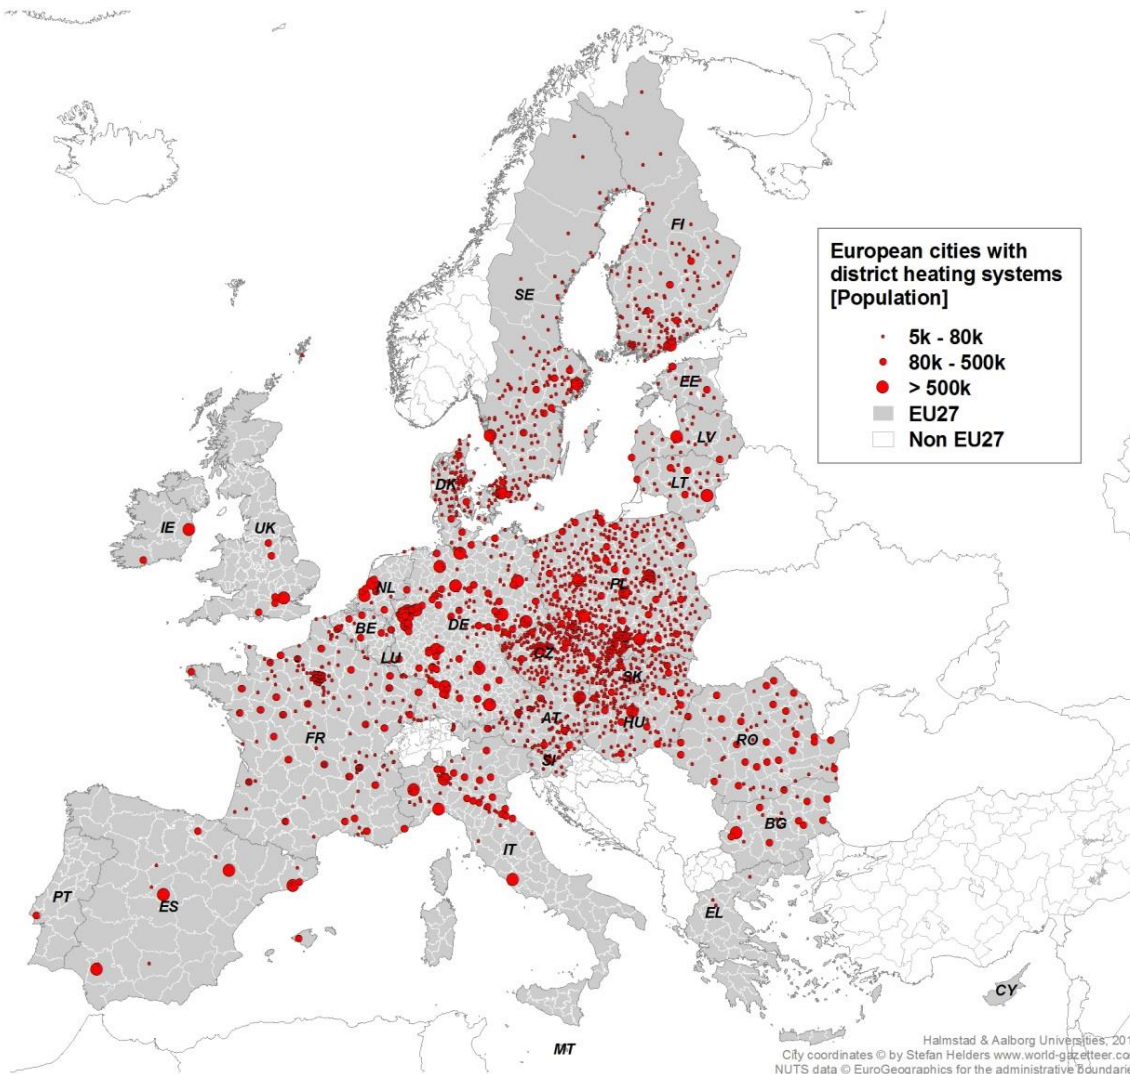 European cities with
district heating systems
[Population]
5k - 80k
80k - 500k
> 500k
EU27
Non EU27
FI
SE
EE
LV
DK
LT
IE
UK
NL
PL
BE
DE
LU
CZ
SK
AT
HU
FR
SI
RO
BG
IT
PT
ES
EL
CY
MT
Halmstad & Aalborg Universities, 201
City coordinates © by Stefan Helders www.world-gazetteer.co
NUTS data © EuroGeographics for the administrative boundarie